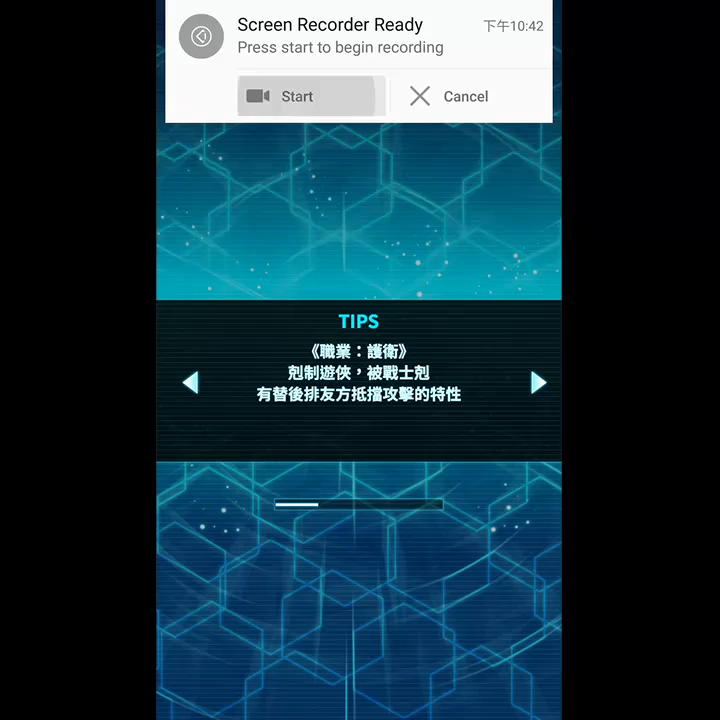 Screen Recorder Ready
下午10:42
Press start to begin recording
Start
Cancel
TIPS
《職業：護衛》
剋制遊俠，被戰士剋
有替後排友方抵擋攻擊的特性